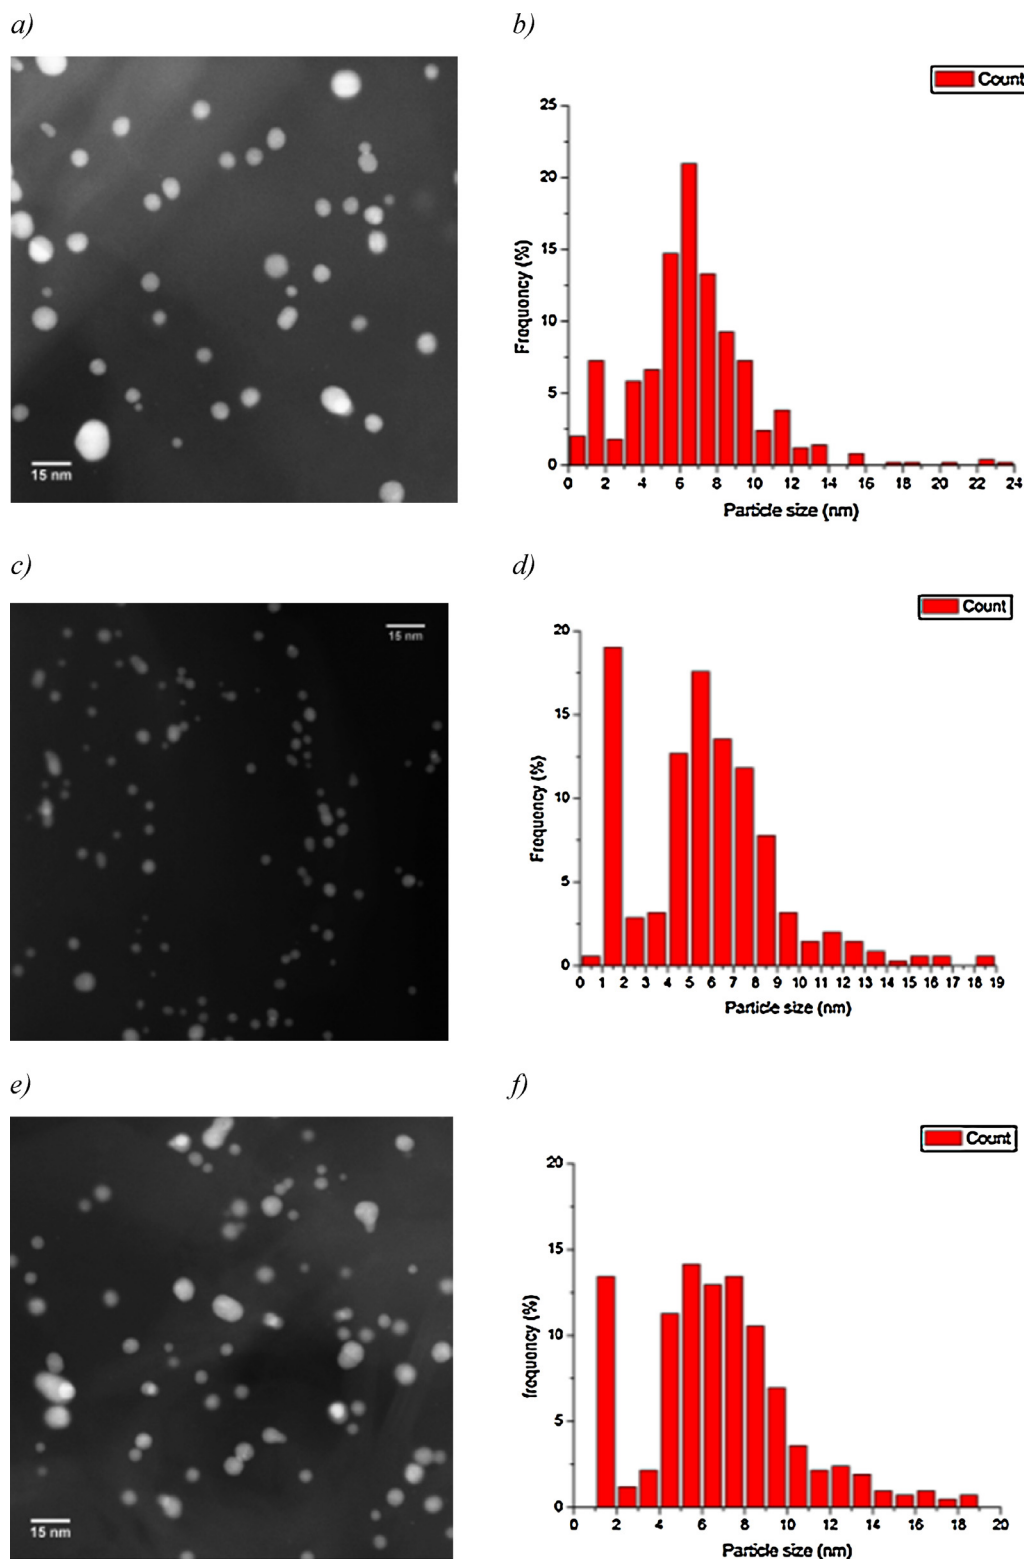 a)
b)
Count
25
20
15
10
5
0
Frequency (%)
0 2 4 6 8 10 12 14 16 18 20 22 24
Particle size (nm)
15 nm
c)
d)
Count
15 nm
20
15
10
5
0
Frequency (%)
0 1 2 3 4 5 6 7 8 9 10 11 12 13 14 15 16 17 18 19
Particle size (nm)
e)
f)
Count
20
15
10
5
0
frequency (%)
0 2 4 6 8 10 12 14 16 18 20
Particle size (nm)
15 nm